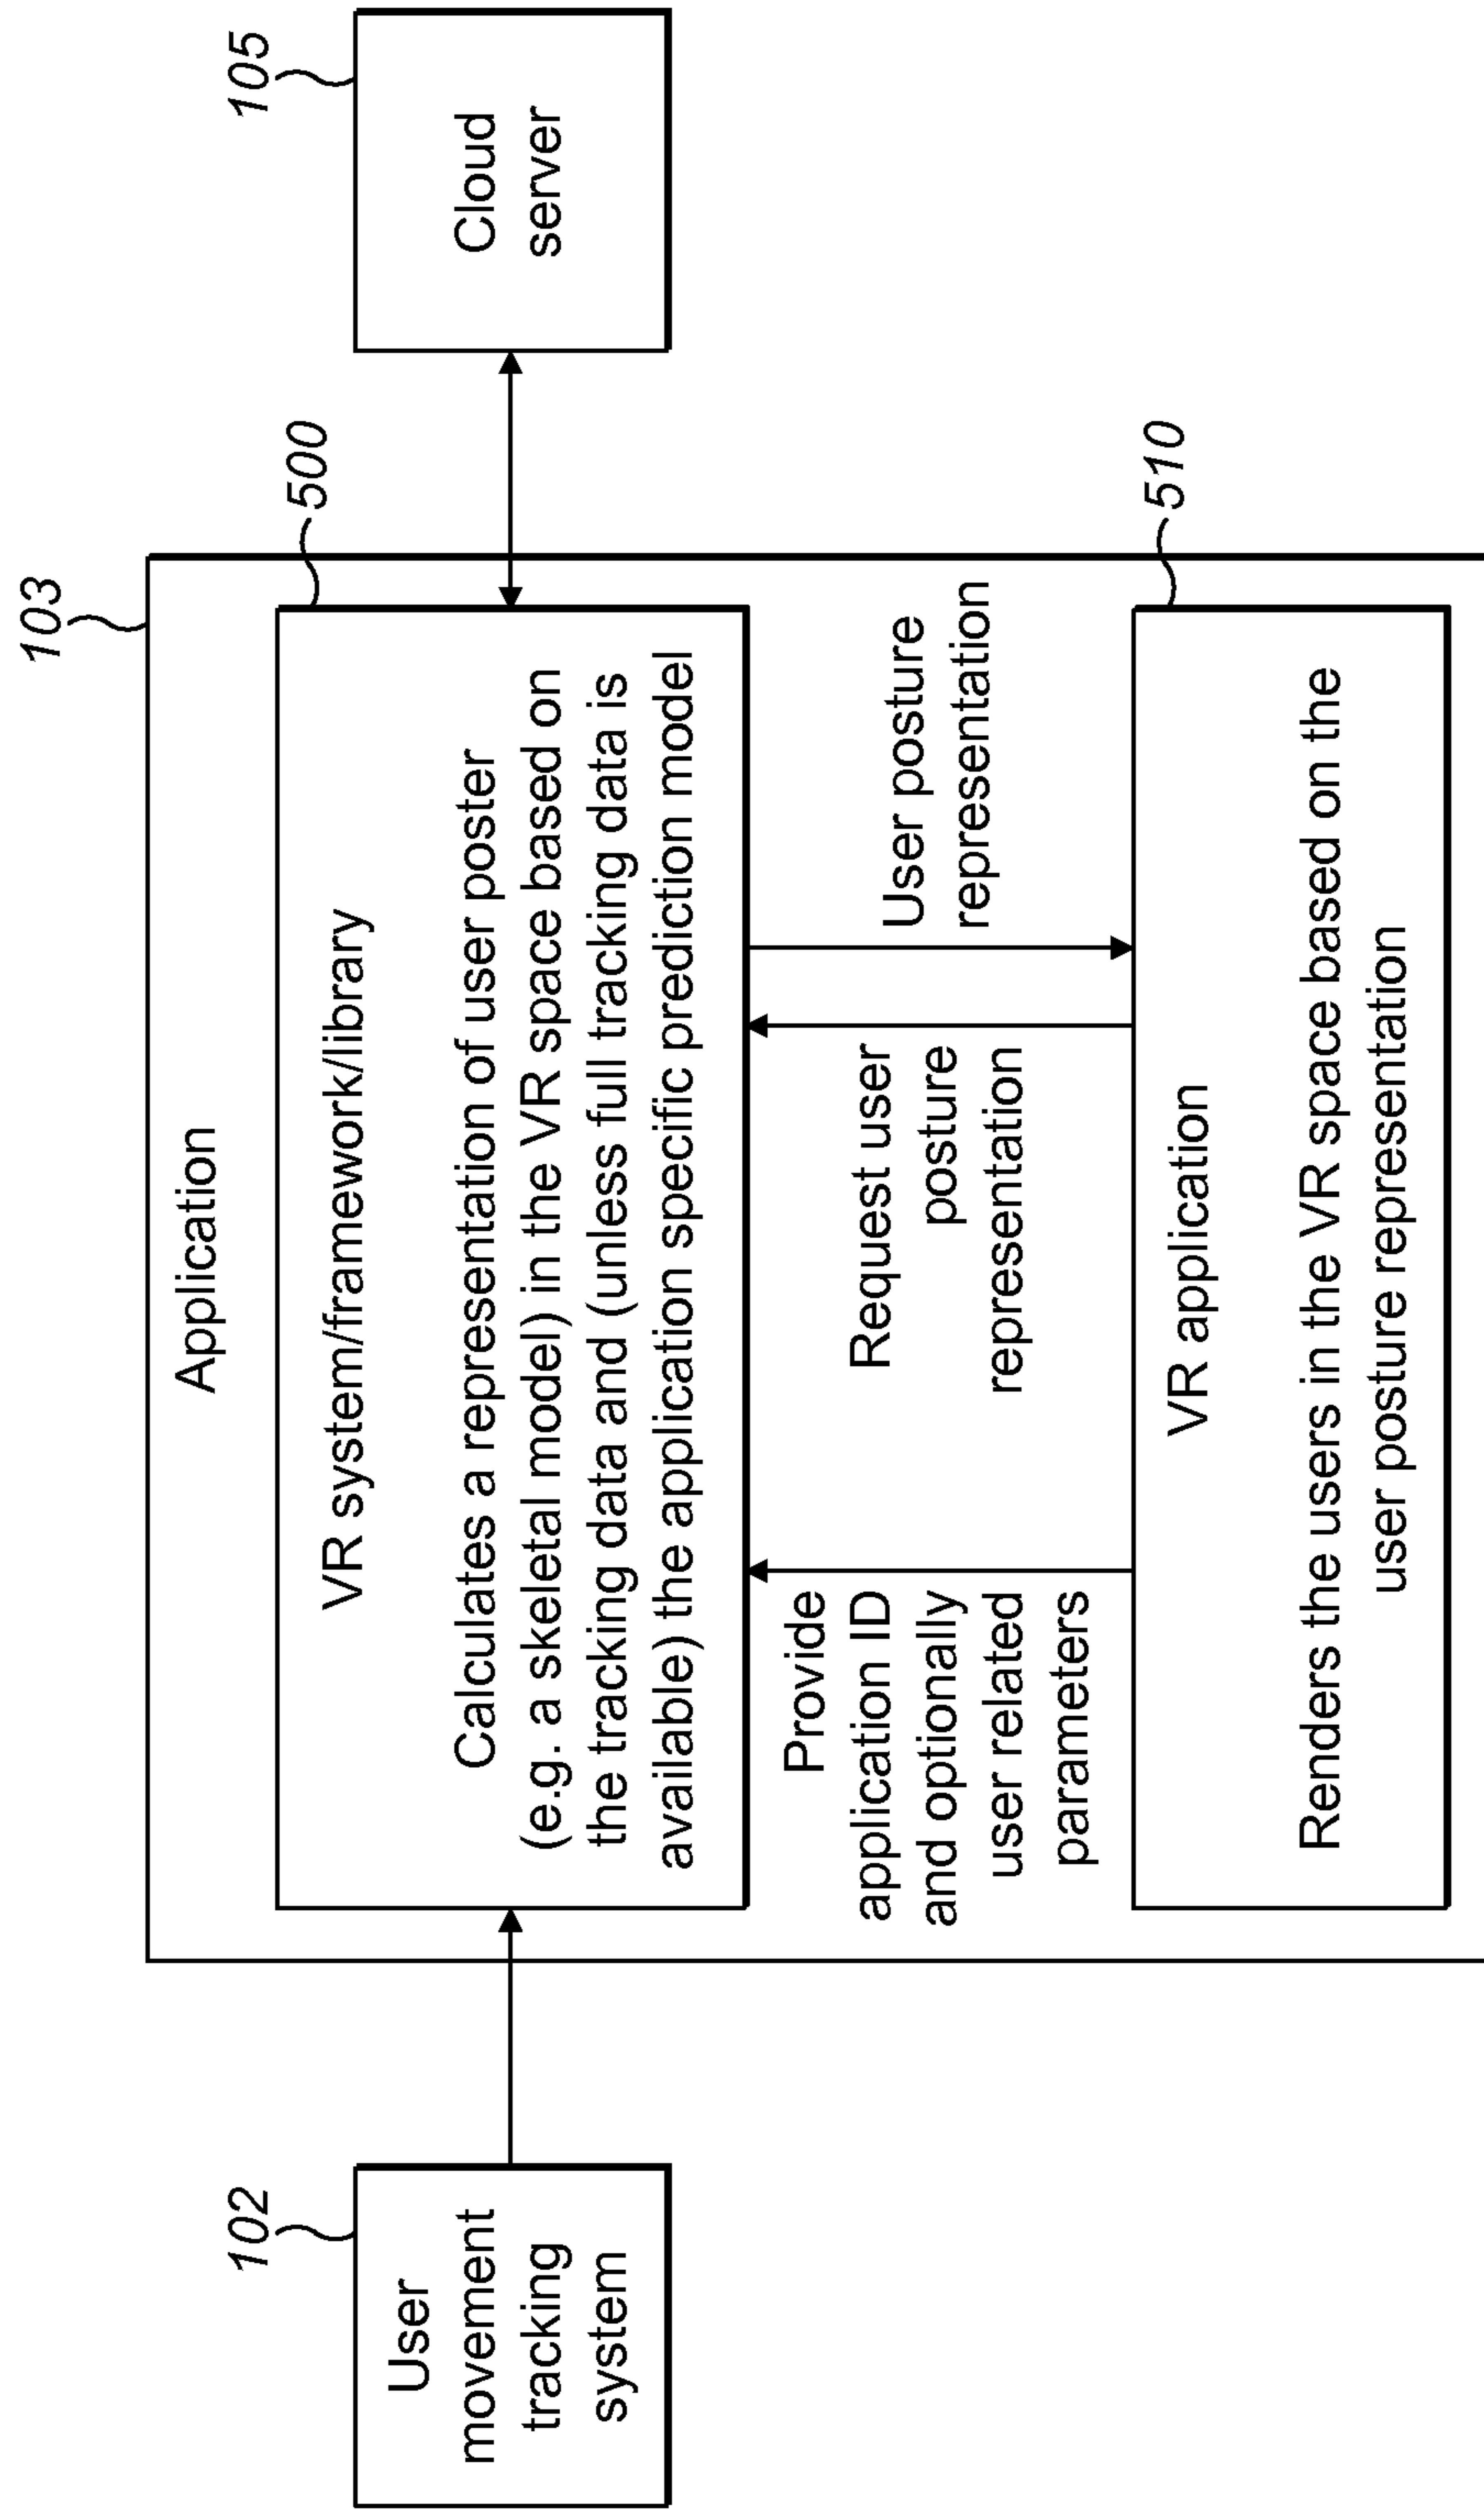 103
Application
102
User
movement
tracking
system
500
VR system/framework/library
Calculates a representation of user poster
(e.g. a skeletal model) in the VR space based on
the tracking data and (unless full tracking data is
available) the application specific prediction model
105
Cloud
server
Provide
application ID
and optionally
user related
parameters
Request user
posture
representation
User posture
representation
510
VR application
Renders the users in the VR space based on the
user posture representation